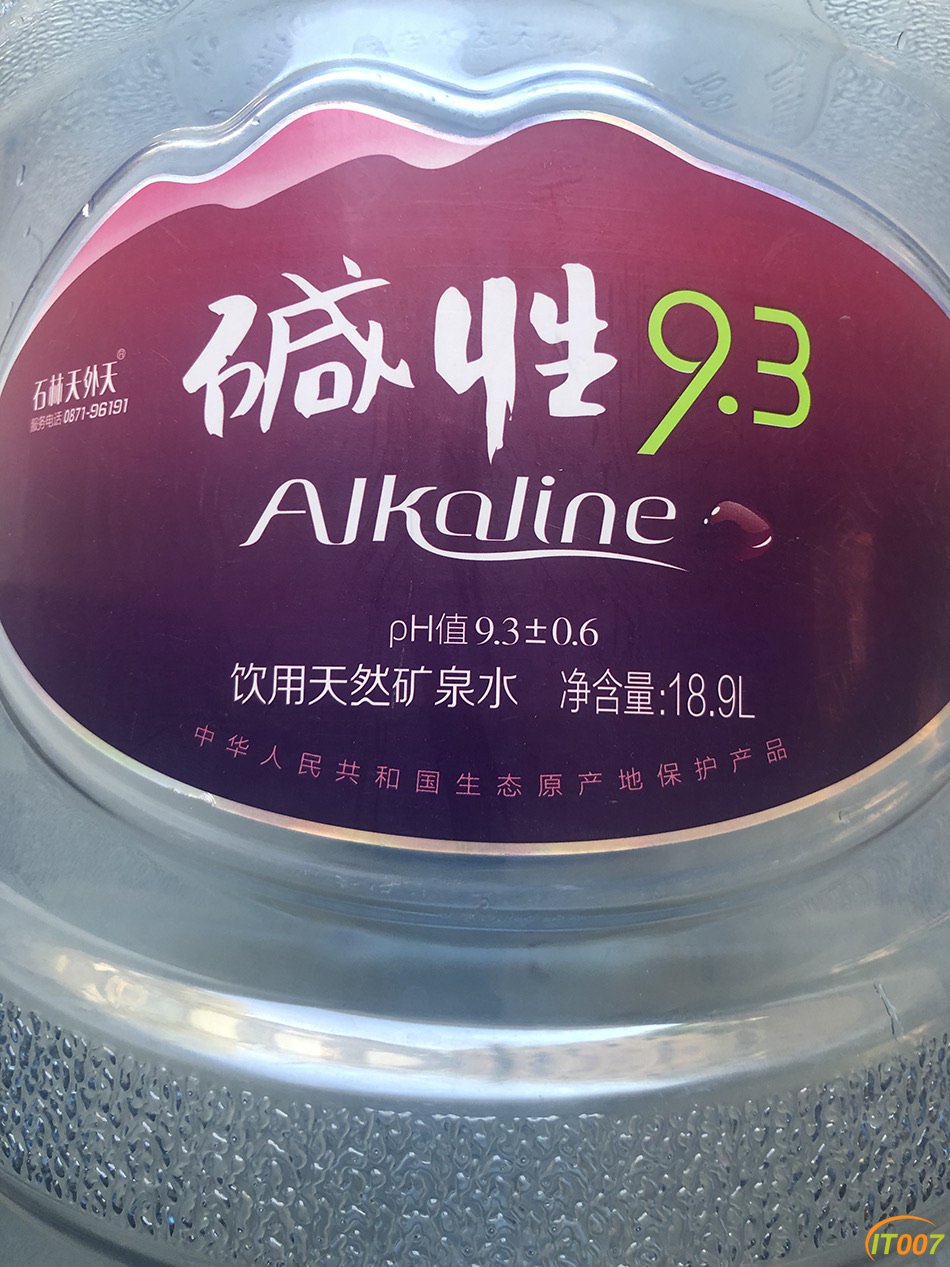 碱性9.3
石林天外天®
服务电话:0871-96191
Alkaline
pH值9.3±0.6
饮用天然矿泉水 净含量:18.9L
中华人民共和国生态原产地保护产品
IT007